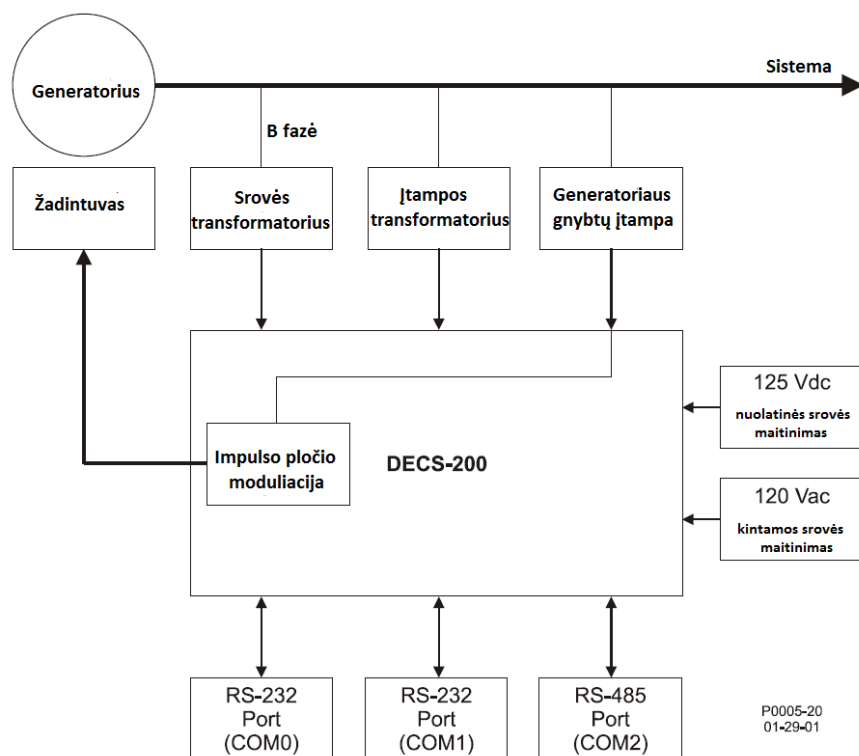 Sistema
Generatorius
B fazė
Žadintuvas
Srovės
transformatorius
Įtampos
transformatorius
Generatoriaus
gnybtų įtampa
125 Vdc
nuolatinės srovės
maitinimas
Impulso pločio
moduliacija
DECS-200
120 Vac
kintamos srovės
maitinimas
RS-232
Port
(COM0)
RS-232
Port
(COM1)
RS-485
Port
(COM2)
P0005-20
01-29-01